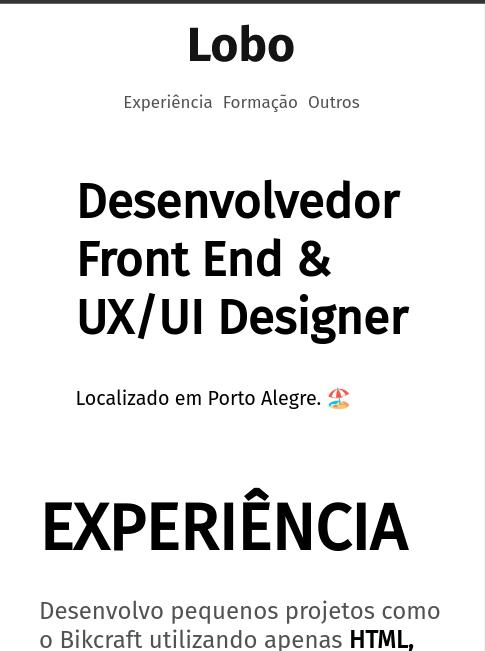 Lobo
Experiência Formação Outros
Desenvolvedor
Front End &
UX/UI Designer
Localizado em Porto Alegre. 🏖️
EXPERIÊNCIA
Desenvolvo pequenos projetos como
o Bikcraft utilizando apenas HTML,